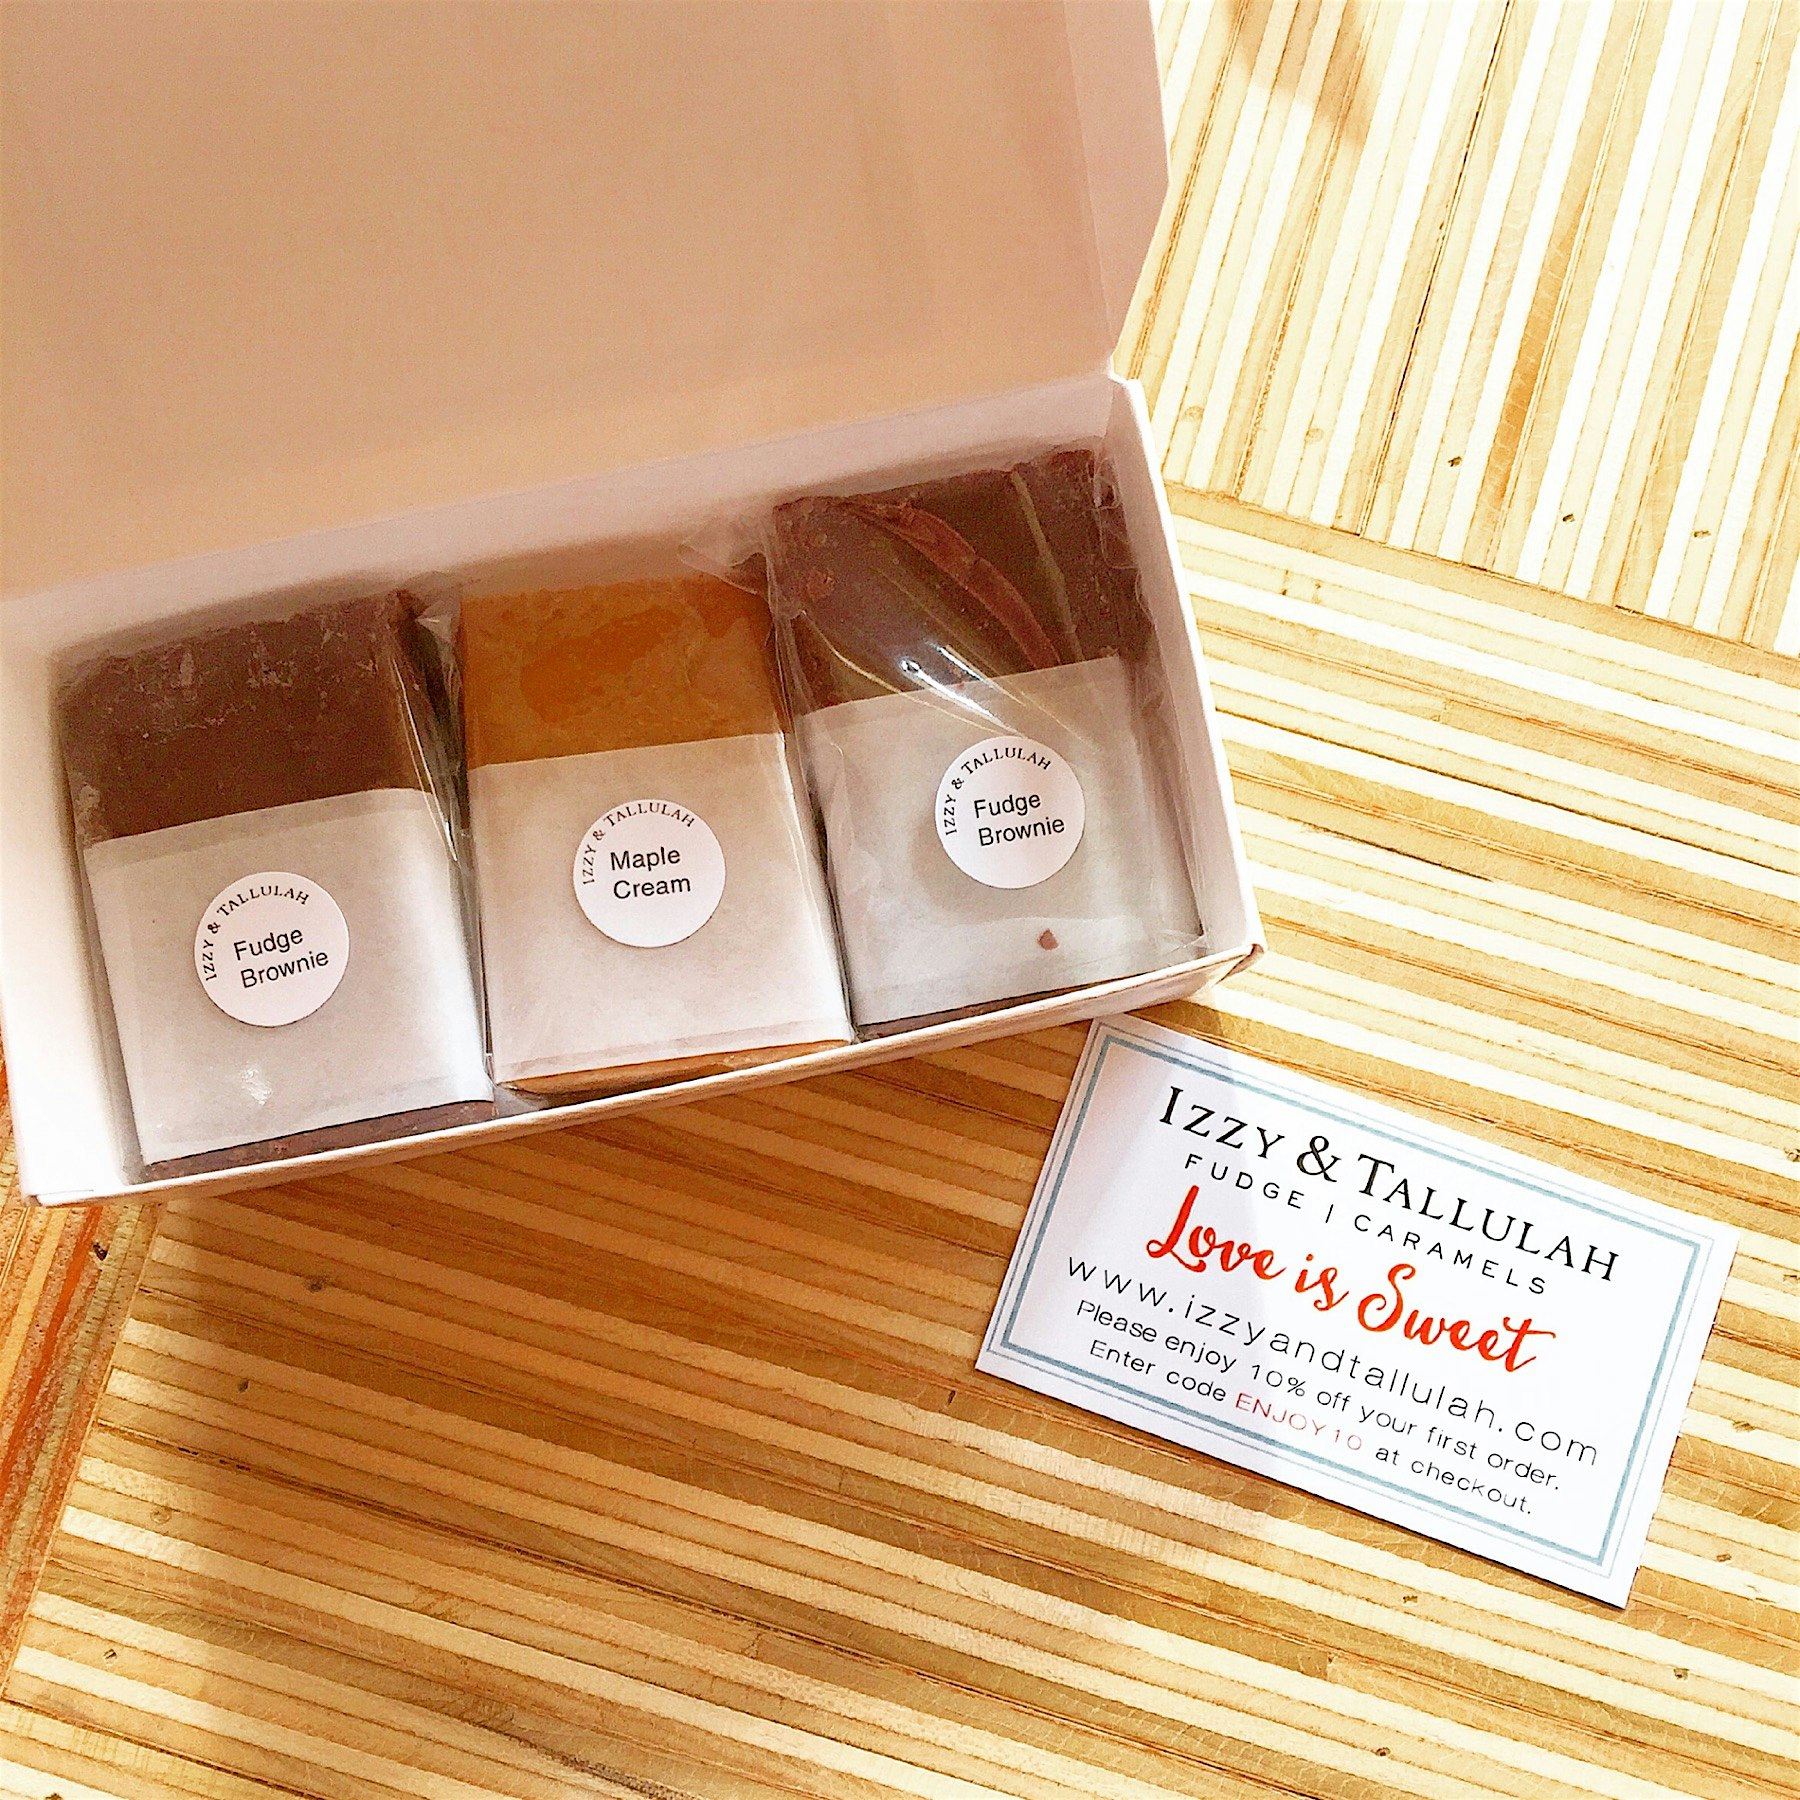 IZZY & TALLULAH
Fudge
Brownie
IZZY & TALLULAH
Maple
Cream
IZZY & TALLULAH
Fudge
Brownie
IZZY & TALLULAH
FUDGE | CARAMELS
Love is Sweet
www.izzyandtallulah.com
Please enjoy 10% off your first order.
Enter code ENJOY10 at checkout.